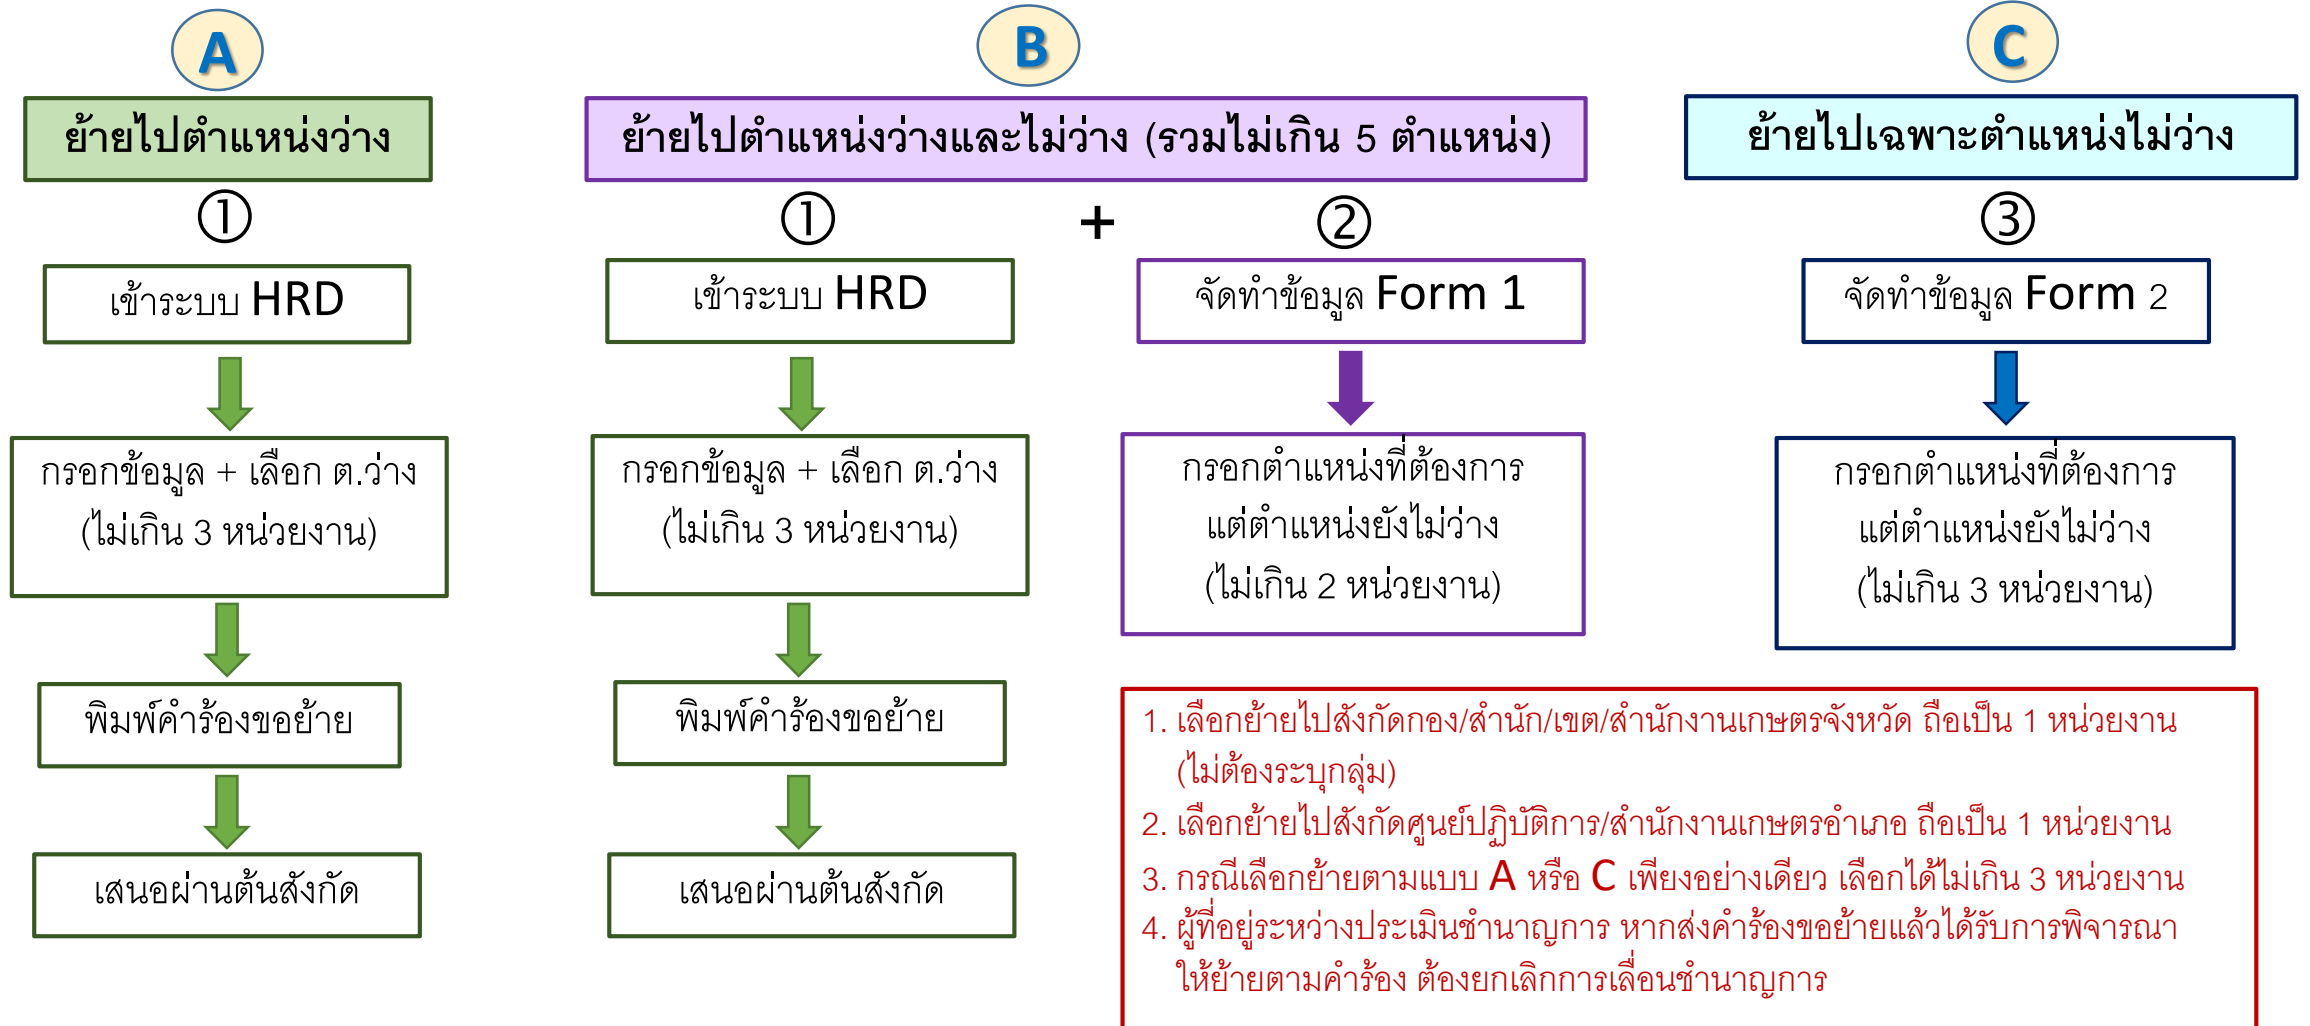 A
ย้ายไปตำแหน่งว่าง
①
เข้าระบบ HRD
กรอกข้อมูล + เลือก ต.ว่าง
(ไม่เกิน 3 หน่วยงาน)
พิมพ์คำร้องขอย้าย
เสนอผ่านต้นสังกัด
B
ย้ายไปตำแหน่งว่างและไม่ว่าง (รวมไม่เกิน 5 ตำแหน่ง)
①
เข้าระบบ HRD
กรอกข้อมูล + เลือก ต.ว่าง
(ไม่เกิน 3 หน่วยงาน)
พิมพ์คำร้องขอย้าย
เสนอผ่านต้นสังกัด
+
②
จัดทำข้อมูล Form 1
กรอกตำแหน่งที่ต้องการ
แต่ตำแหน่งยังไม่ว่าง
(ไม่เกิน 2 หน่วยงาน)
C
ย้ายไปเฉพาะตำแหน่งไม่ว่าง
③
จัดทำข้อมูล Form 2
กรอกตำแหน่งที่ต้องการ
แต่ตำแหน่งยังไม่ว่าง
(ไม่เกิน 3 หน่วยงาน)
1. เลือกย้ายไปสังกัดกอง/สำนัก/เขต/สำนักงานเกษตรจังหวัด ถือเป็น 1 หน่วยงาน
(ไม่ต้องระบุกลุ่ม)
2. เลือกย้ายไปสังกัดศูนย์ปฏิบัติการ/สำนักงานเกษตรอำเภอ ถือเป็น 1 หน่วยงาน
3. กรณีเลือกย้ายตามแบบ A หรือ C เพียงอย่างเดียว เลือกได้ไม่เกิน 3 หน่วยงาน
4. ผู้ที่อยู่ระหว่างประเมินชำนาญการ หากส่งคำร้องขอย้ายแล้วได้รับการพิจารณา
ให้ย้ายตามคำร้อง ต้องยกเลิกการเลื่อนชำนาญการ